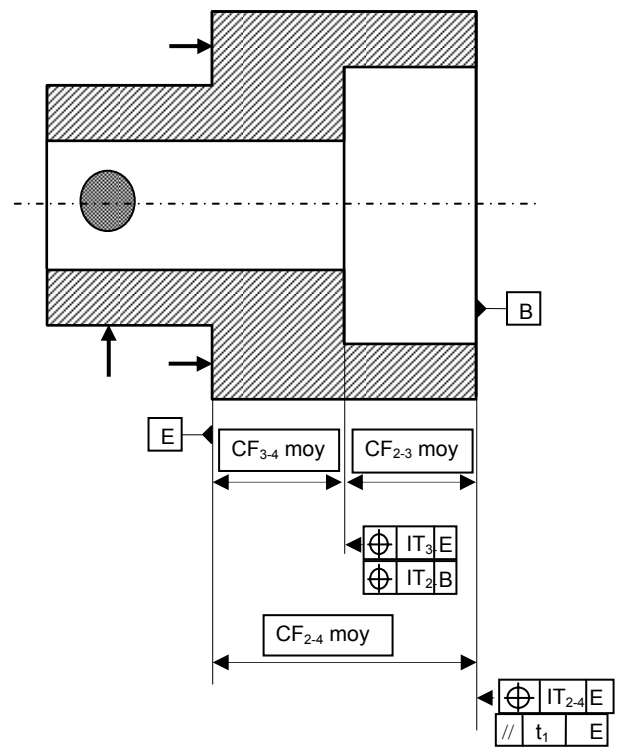 B
E
CF3-4 moy
CF2-3 moy
⌖ IT3- E
⌖ IT2- B
CF2-4 moy
⌖ IT2-4 E
// t1 E